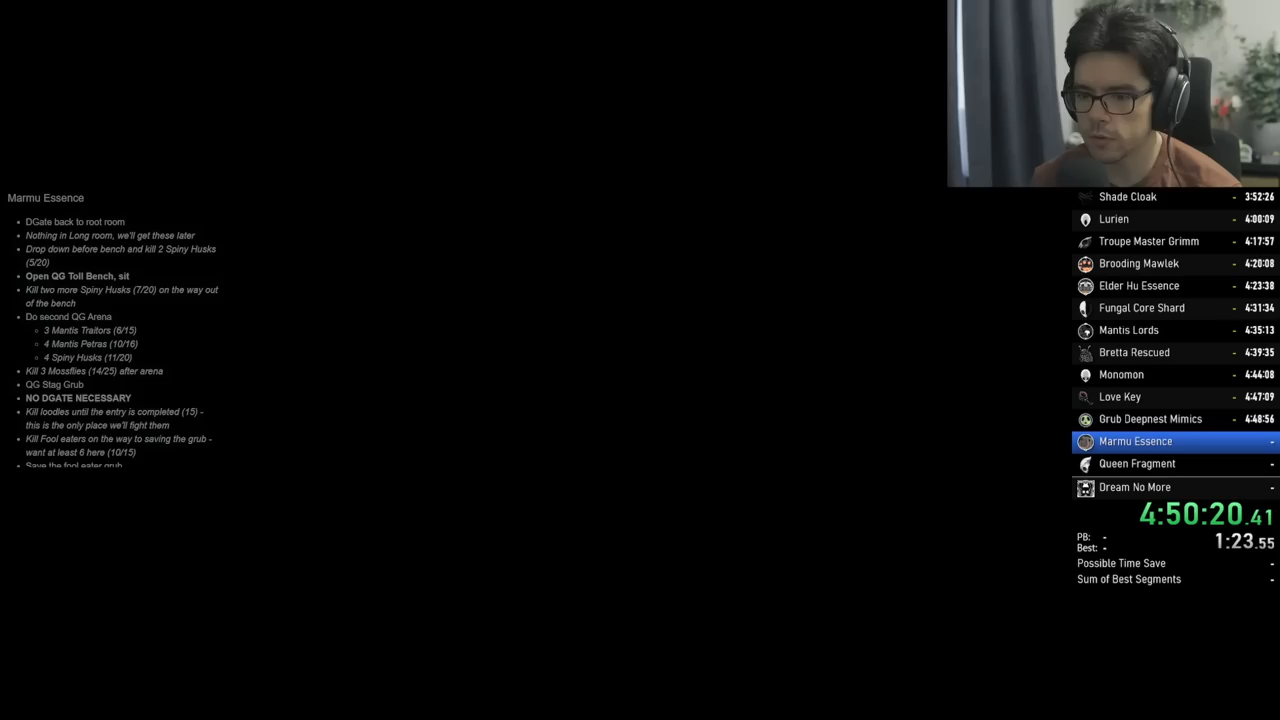 Marmu Essence
• DGate back to root room
• Nothing in Long room, we'll get these later
• Drop down before bench and kill 2 Spiny Husks
(5/20)
• Open QG Toll Bench, sit
• Kill two more Spiny Husks (7/20) on the way out
of the bench
• Do second QG Arena
○ 3 Mantis Traitors (6/15)
○ 4 Mantis Petras (10/16)
○ 4 Spiny Husks (11/20)
• Kill 3 Mossflies (14/25) after arena
• QG Stag Grub
• NO DGATE NECESSARY
• Kill loodles until the entry is completed (15) -
this is the only place we'll fight them
• Kill Fool eaters on the way to saving the grub -
want at least 6 here (10/15)
• Save the fool eater grub
Shade Cloak - 3:52:26
Lurien - 4:00:09
Troupe Master Grimm - 4:17:57
Brooding Mawlek - 4:20:08
Elder Hu Essence - 4:23:38
Fungal Core Shard - 4:31:34
Mantis Lords - 4:35:13
Bretta Rescued - 4:39:35
Monomon - 4:44:08
Love Key - 4:47:09
Grub Deepnest Mimics - 4:48:56
Marmu Essence -
Queen Fragment -
Dream No More -
4:50:20.41
PB: - 1:23.55
Best: -
Possible Time Save -
Sum of Best Segments -